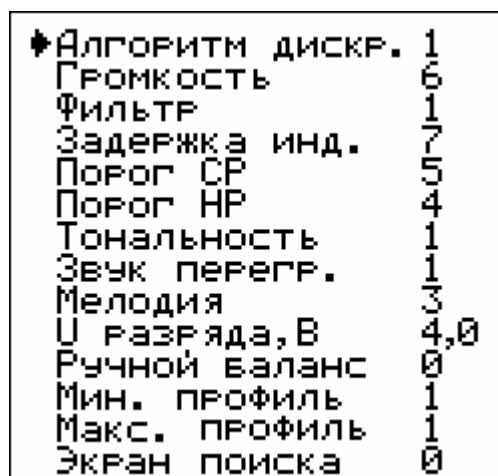 Алгоритм дискр. 1
Громкость 6
Фильтр 1
Задержка инд. 7
Порог СР 5
Порог НР 4
Тональность 1
Звук перегр. 1
Мелодия 3
U разряда,В 4,0
Ручной баланс 0
Мин. профиль 1
Макс. профиль 1
Экран поиска 0